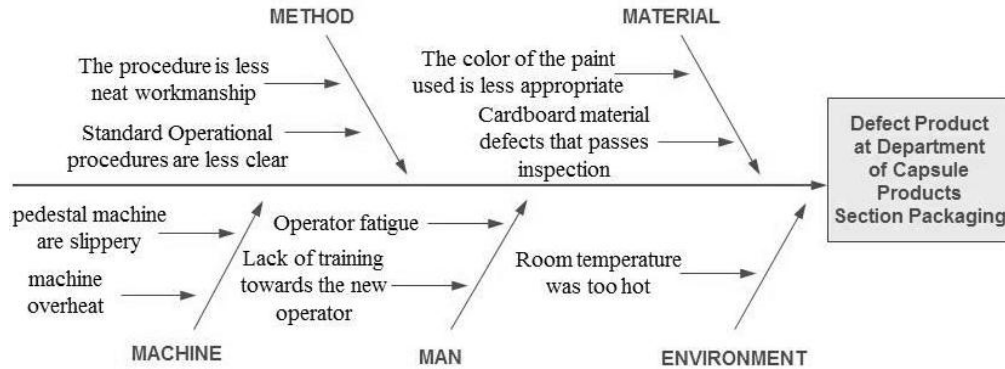 METHOD
MATERIAL
The procedure is less
neat workmanship
Standard Operational
procedures are less clear
The color of the paint
used is less appropriate
Cardboard material
defects that passes
inspection
Defect Product
at Department
of Capsule
Products
Section Packaging
pedestal machine
are slippery
machine
overheat
Operator fatigue
Lack of training
towards the new
operator
Room temperature
was too hot
MACHINE
MAN
ENVIRONMENT